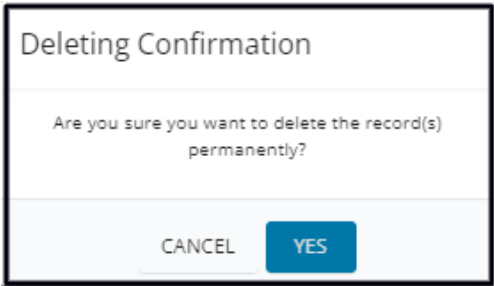 Deleting Confirmation
Are you sure you want to delete the record(s)
permanently?
CANCEL YES